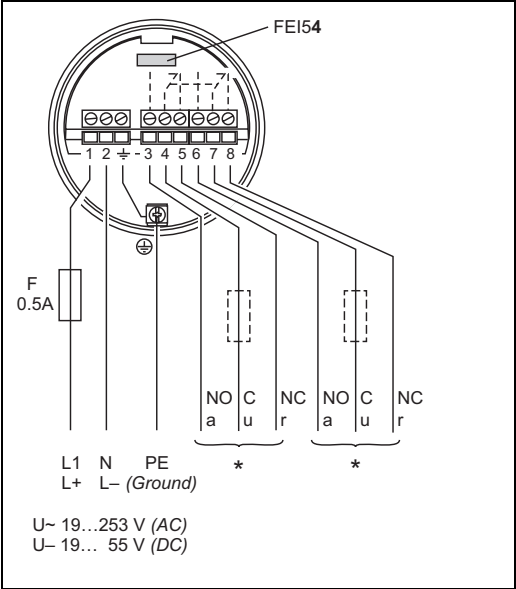 FEI54
1 2 3 4 5 6 7 8
F
0.5A
NO C NC NO C NC
a u r a u r
* *
L1 N PE
L+ L– (Ground)
U~ 19...253 V (AC)
U– 19... 55 V (DC)